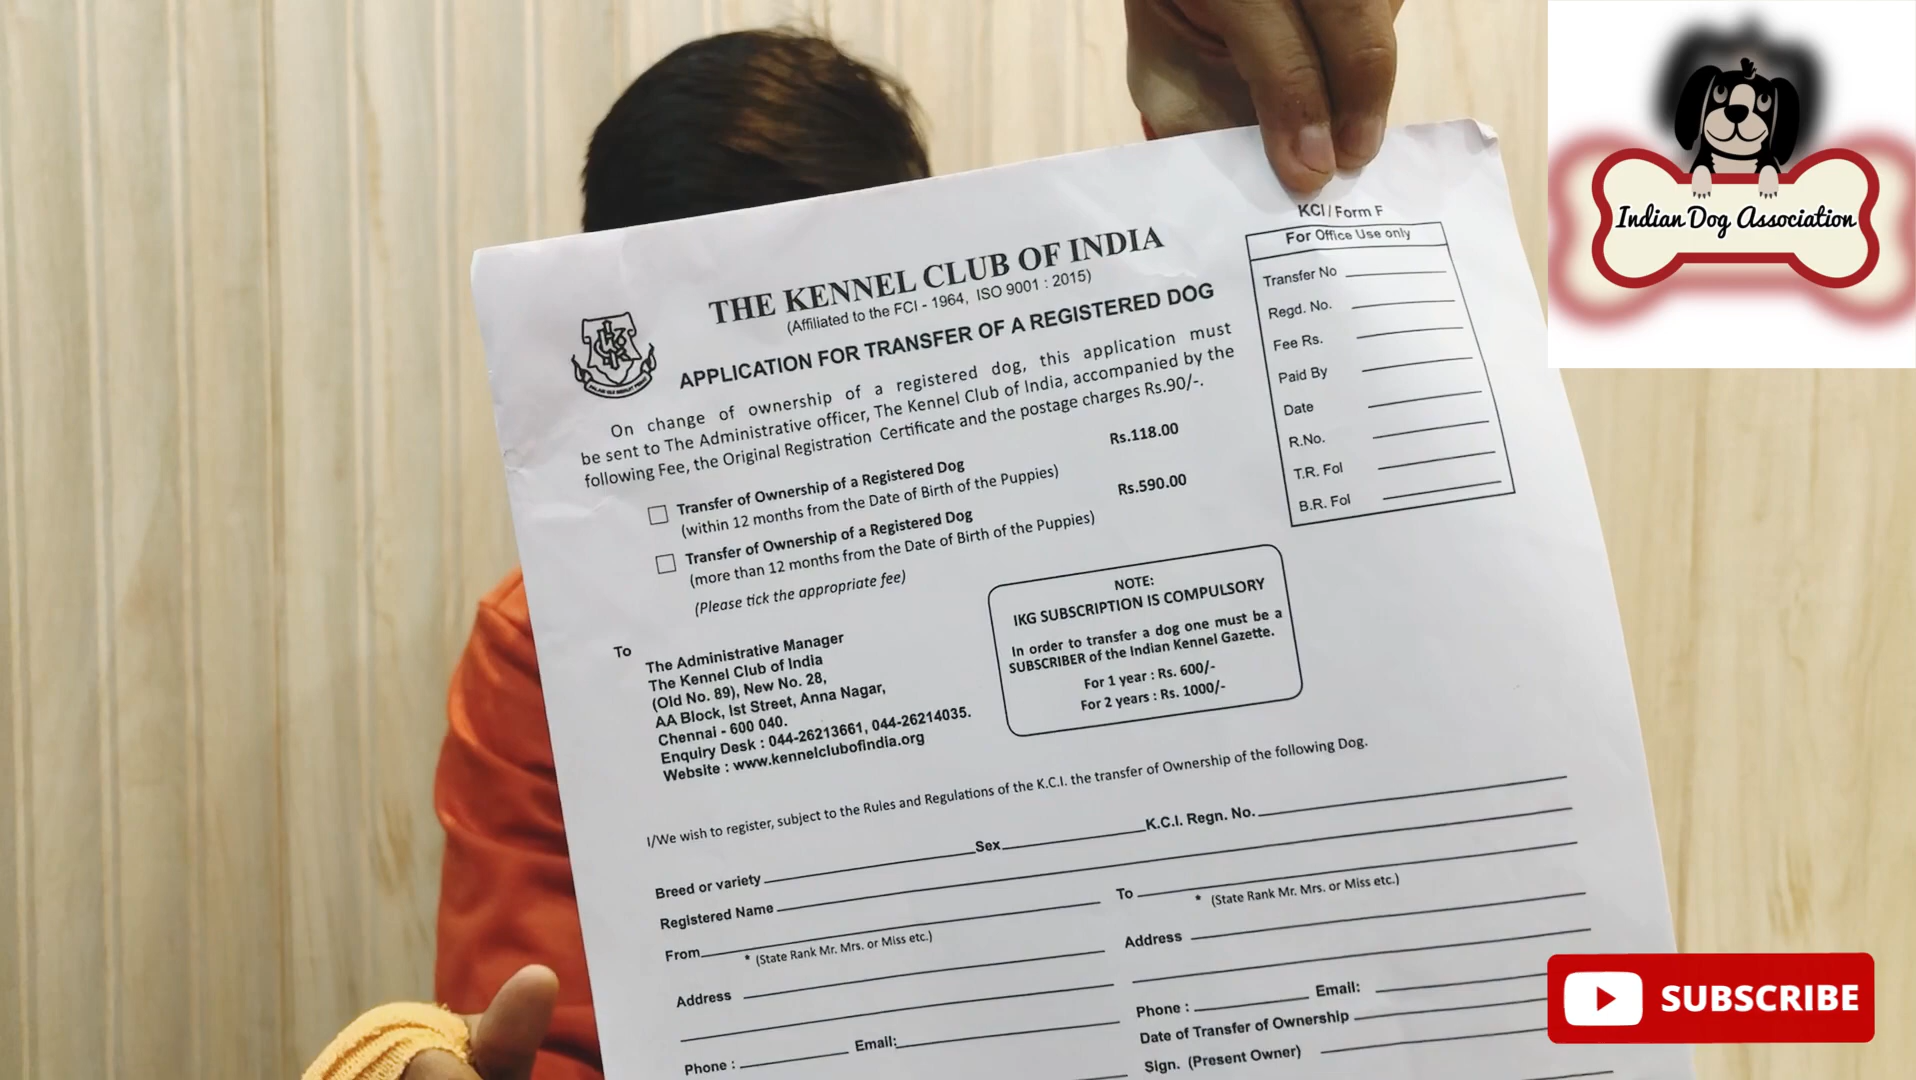 KCI / Form F
For Office Use only
Transfer No
Regd. No.
Fee Rs.
Paid By
Date
R.No.
T.R. Fol
B.R. Fol
THE KENNEL CLUB OF INDIA
(Affiliated to the FCI - 1964, ISO 9001 : 2015)
APPLICATION FOR TRANSFER OF A REGISTERED DOG
On change of ownership of a registered dog, this application must
be sent to The Administrative officer, The Kennel Club of India, accompanied by the
following Fee, the Original Registration Certificate and the postage charges Rs.90/-.
Transfer of Ownership of a Registered Dog Rs.118.00
(within 12 months from the Date of Birth of the Puppies)
Transfer of Ownership of a Registered Dog Rs.590.00
(more than 12 months from the Date of Birth of the Puppies)
(Please tick the appropriate fee)
To
The Administrative Manager
The Kennel Club of India
(Old No. 89), New No. 28,
AA Block, Ist Street, Anna Nagar,
Chennai - 600 040.
Enquiry Desk : 044-26213661, 044-26214035.
Website : www.kennelclubofindia.org
NOTE:
IKG SUBSCRIPTION IS COMPULSORY
In order to transfer a dog one must be a
SUBSCRIBER of the Indian Kennel Gazette.
For 1 year : Rs. 600/-
For 2 years : Rs. 1000/-
I/We wish to register, subject to the Rules and Regulations of the K.C.I. the transfer of Ownership of the following Dog.
Breed or variety Sex K.C.I. Regn. No.
Registered Name
From To
* (State Rank Mr. Mrs. or Miss etc.) * (State Rank Mr. Mrs. or Miss etc.)
Address Address
Phone : Email: Phone : Email:
Date of Transfer of Ownership
Sign. (Present Owner)
Indian Dog Association
SUBSCRIBE